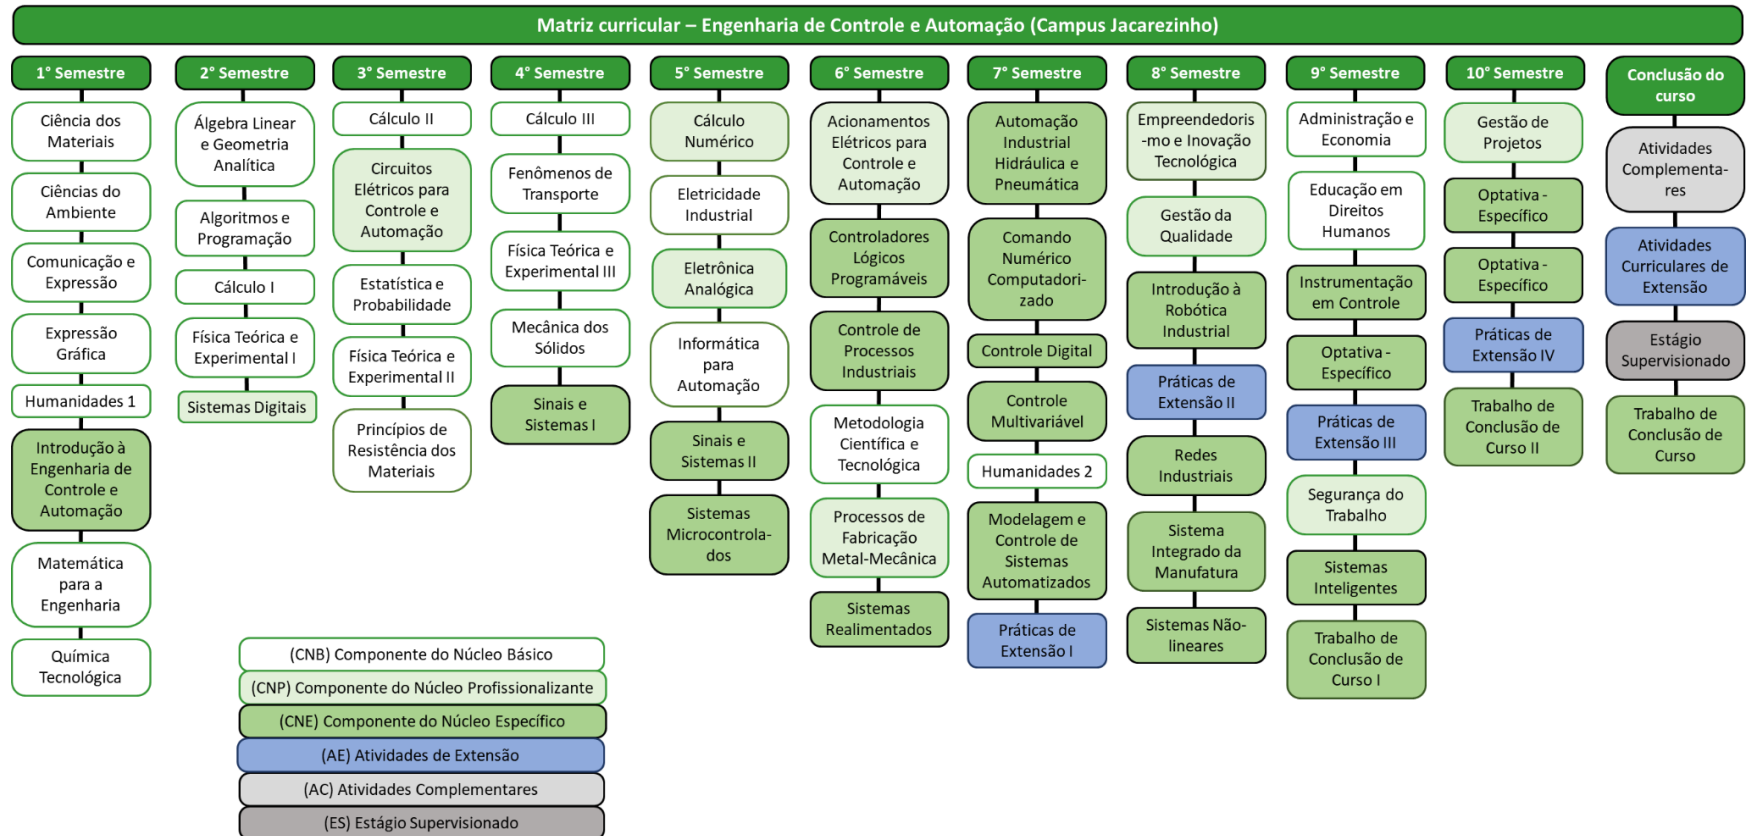 Matriz curricular – Engenharia de Controle e Automação (Campus Jacarezinho)
1° Semestre
Ciência dos
Materiais
Ciências do
Ambiente
Comunicação e
Expressão
Expressão
Gráfica
Humanidades 1
Introdução à
Engenharia de
Controle e
Automação
Matemática
para a
Engenharia
Química
Tecnológica
2° Semestre
Álgebra Linear
e Geometria
Analítica
Algoritmos e
Programação
Cálculo I
Física Teórica e
Experimental I
Sistemas Digitais
3° Semestre
Cálculo II
Circuitos
Elétricos para
Controle e
Automação
Estatística e
Probabilidade
Física Teórica e
Experimental II
Princípios de
Resistência dos
Materiais
4° Semestre
Cálculo III
Fenômenos de
Transporte
Física Teórica e
Experimental III
Mecânica dos
Sólidos
Sinais e
Sistemas I
5° Semestre
Cálculo
Numérico
Eletricidade
Industrial
Eletrônica
Analógica
Informática
para
Automação
Sinais e
Sistemas II
Sistemas
Microcontrola-
dos
6° Semestre
Acionamentos
Elétricos para
Controle e
Automação
Controladores
Lógicos
Programáveis
Controle de
Processos
Industriais
Metodologia
Científica e
Tecnológica
Processos de
Fabricação
Metal-Mecânica
Sistemas
Realimentados
7° Semestre
Automação
Industrial
Hidráulica e
Pneumática
Comando
Numérico
Computadori-
zado
Controle Digital
Controle
Multivariável
Humanidades 2
Modelagem e
Controle de
Sistemas
Automatizados
Práticas de
Extensão I
8° Semestre
Empreendedoris
-mo e Inovação
Tecnológica
Gestão da
Qualidade
Introdução à
Robótica
Industrial
Práticas de
Extensão II
Redes
Industriais
Sistema
Integrado da
Manufatura
Sistemas Não-
lineares
9° Semestre
Administração e
Economia
Educação em
Direitos
Humanos
Instrumentação
em Controle
Optativa -
Específico
Práticas de
Extensão III
Segurança do
Trabalho
Sistemas
Inteligentes
Trabalho de
Conclusão de
Curso I
10° Semestre
Gestão de
Projetos
Optativa -
Específico
Optativa -
Específico
Práticas de
Extensão IV
Trabalho de
Conclusão de
Curso II
Conclusão do
curso
Atividades
Complementa-
res
Atividades
Curriculares de
Extensão
Estágio
Supervisionado
Trabalho de
Conclusão de
Curso
(CNB) Componente do Núcleo Básico
(CNP) Componente do Núcleo Profissionalizante
(CNE) Componente do Núcleo Específico
(AE) Atividades de Extensão
(AC) Atividades Complementares
(ES) Estágio Supervisionado